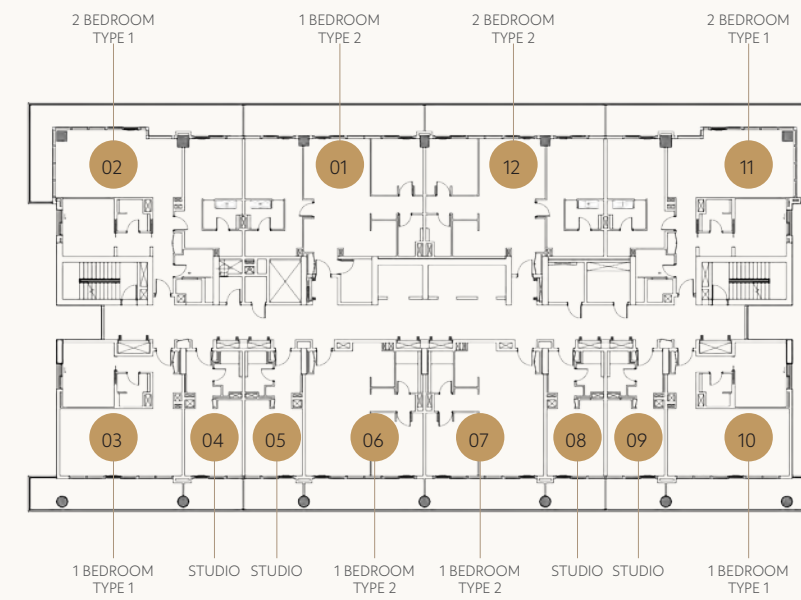 2 BEDROOM
TYPE 1
1 BEDROOM
TYPE 2
2 BEDROOM
TYPE 2
2 BEDROOM
TYPE 1
02
01
12
11
03
04
05
06
07
08
09
10
1 BEDROOM
TYPE 1
STUDIO
STUDIO
1 BEDROOM
TYPE 2
1 BEDROOM
TYPE 2
STUDIO
STUDIO
1 BEDROOM
TYPE 1